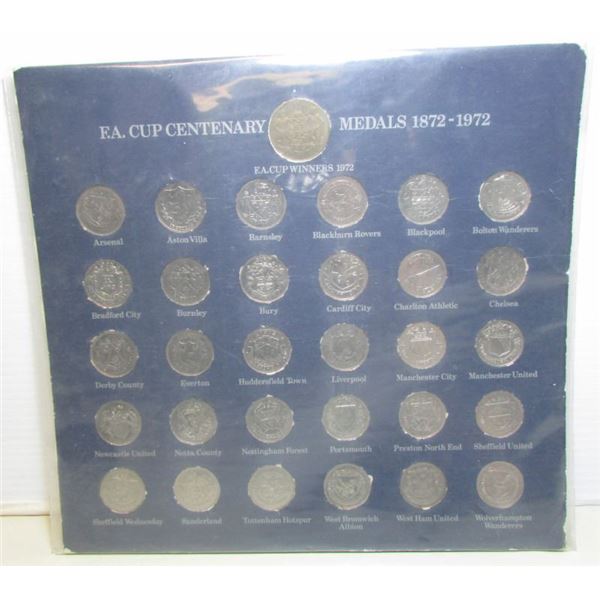 F.A. CUP CENTENARY MEDALS 1872-1972
F.A. CUP WINNERS 1972
Arsenal Aston Villa Barnsley Blackburn Rovers Blackpool Bolton Wanderers
Bradford City Burnley Bury Cardiff City Charlton Athletic Chelsea
Derby County Everton Huddersfield Town Liverpool Manchester City Manchester United
Newcastle United Notts County Nottingham Forest Portsmouth Preston North End Sheffield United
Sheffield Wednesday Sunderland Tottenham Hotspur West Bromwich Albion West Ham United Wolverhampton Wanderers